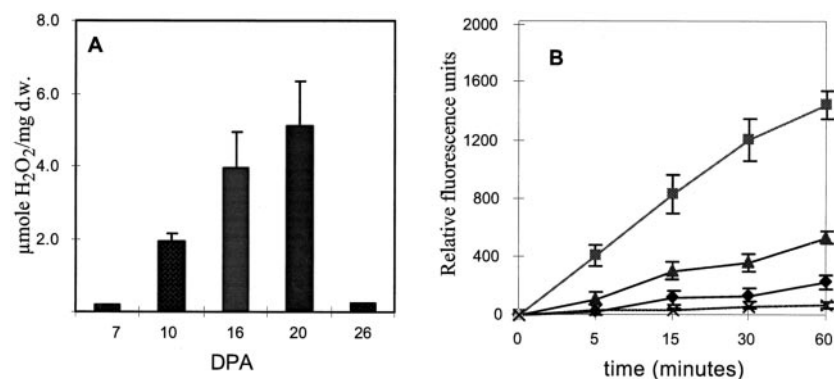 A
μmole H₂O₂/mg d.w.
8.0
6.0
4.0
2.0
7 10 16 20 26
DPA
B
Relative fluorescence units
2000
1600
1200
800
400
0
0 5 15 30 60
time (minutes)